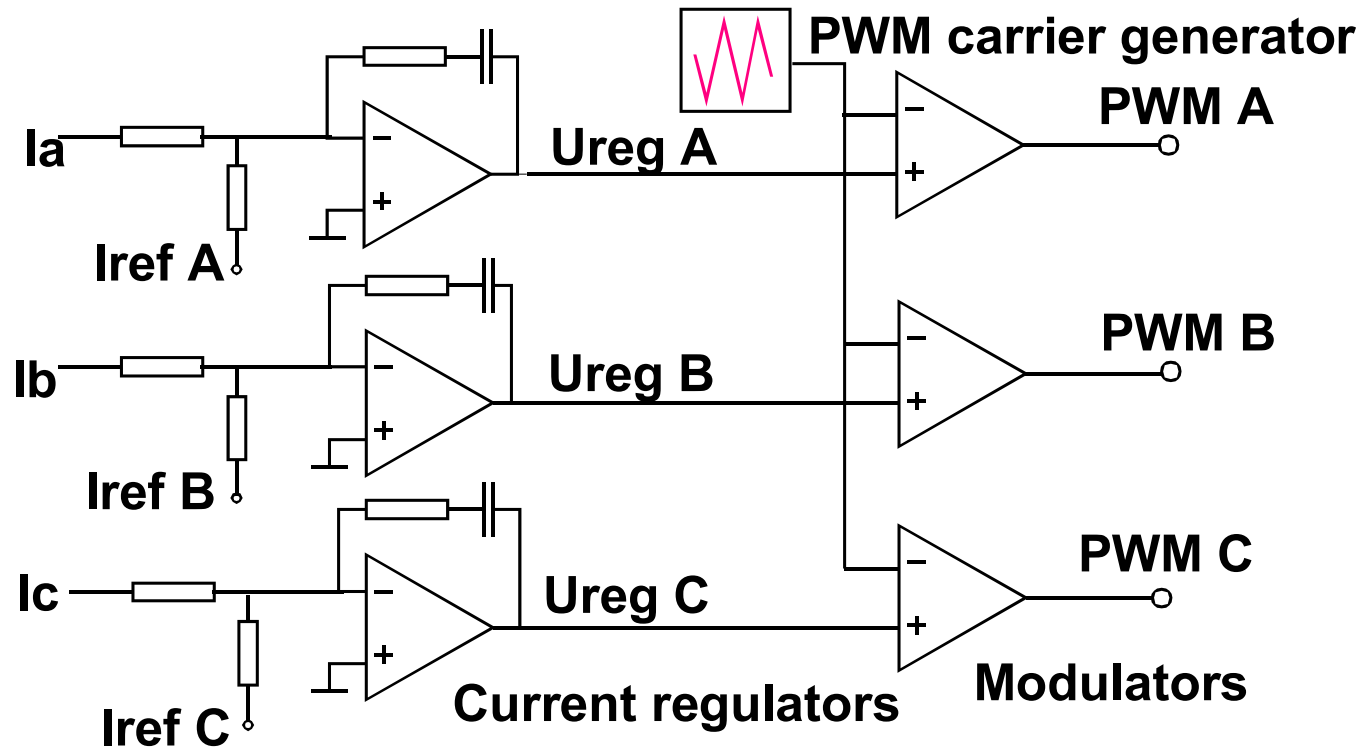 PWM carrier generator
PWM A
Ia
Ureg A
Iref A
PWM B
Ib
Ureg B
Iref B
PWM C
Ic
Ureg C
Iref C
Current regulators
Modulators